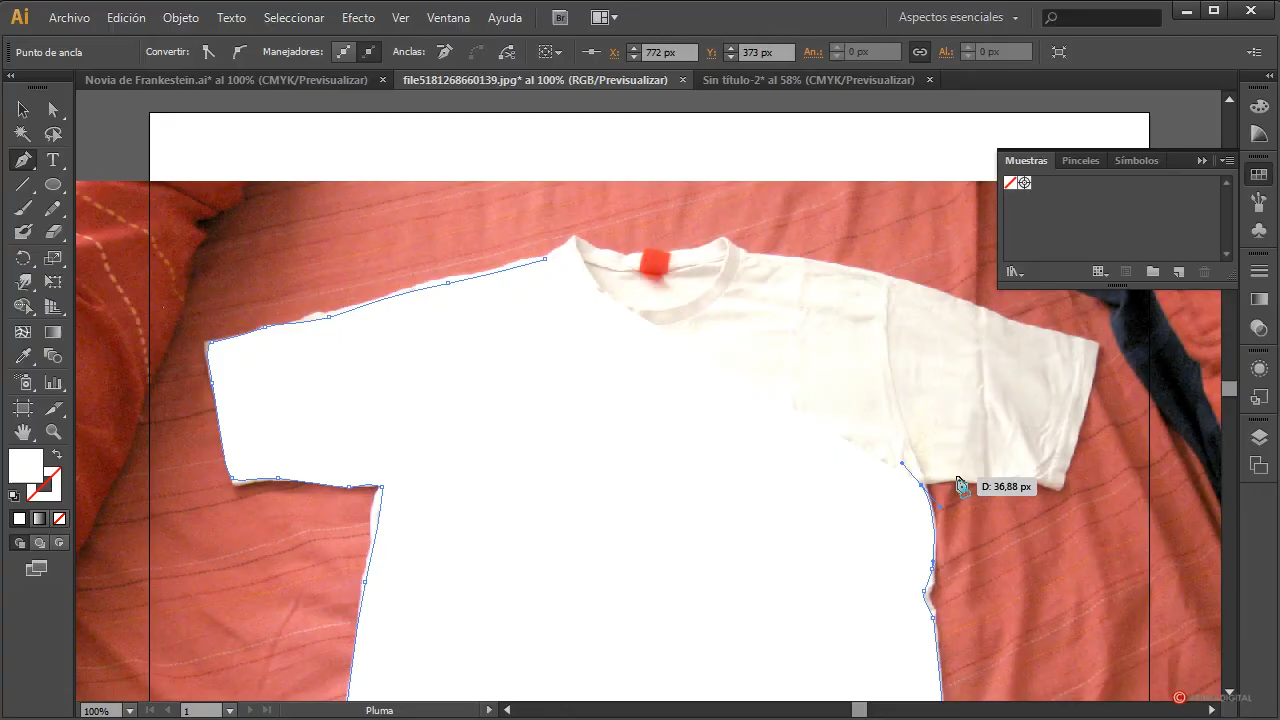 Ai Archivo Edición Objeto Texto Seleccionar Efecto Ver Ventana Ayuda Br Aspectos esenciales
Punto de ancla Convertir: Manejadores: Anclas: X: 772 px Y: 373 px An.: 0 px Al.: 0 px
Novia de Frankestein.ai* al 100% (CMYK/Previsualizar) file5181268660139.jpg* al 100% (RGB/Previsualizar) Sin título-2* al 58% (CMYK/Previsualizar)
Muestras Pinceles Símbolos
T
D: 36,88 px
100% 1 Pluma